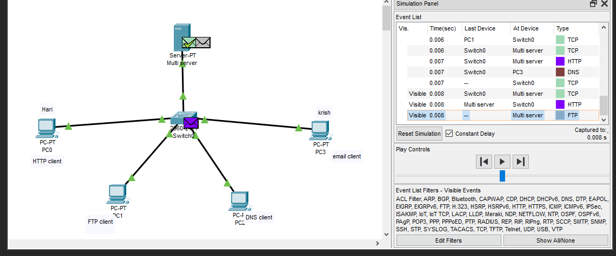 Simulation Panel
Event List
Vis. Time(sec) Last Device At Device Type
0.006 PC1 Switch0 TCP
0.006 Switch0 Multi server TCP
0.007 Switch0 Multi server HTTP
0.007 Switch0 PC3 DNS
0.007 -- Switch0 TCP
Visible 0.008 Switch0 Multi server TCP
Visible 0.008 Multi server Switch0 HTTP
Visible 0.008 -- Multi server FTP
Reset Simulation Constant Delay
Captured to:
0.008 s
Play Controls
Event List Filters - Visible Events
ACL Filter, ARP, BGP, Bluetooth, CAPWAP, CDP, DHCP, DHCPv6, DNS, DTP, EAPOL,
EIGRP, EIGRPv6, FTP, H.323, HSRP, HSRPv6, HTTP, HTTPS, ICMP, ICMPv6, IPSec,
ISAKMP, IoT, IoT TCP, LACP, LLDP, Meraki, NDP, NETFLOW, NTP, OSPF, OSPFv6,
PAgP, POP3, PPP, PPPoED, PTP, RADIUS, REP, RIP, RIPng, RTP, SCCP, SMTP, SNMP,
SSH, STP, SYSLOG, TACACS, TCP, TFTP, Telnet, UDP, USB, VTP
Edit Filters Show All/None
Server-PT
Multi server
Switch0
Hari
PC-PT
PC0
HTTP client
krish
PC-PT
PC3
email client
PC-PT
PC1
FTP client
DNS client